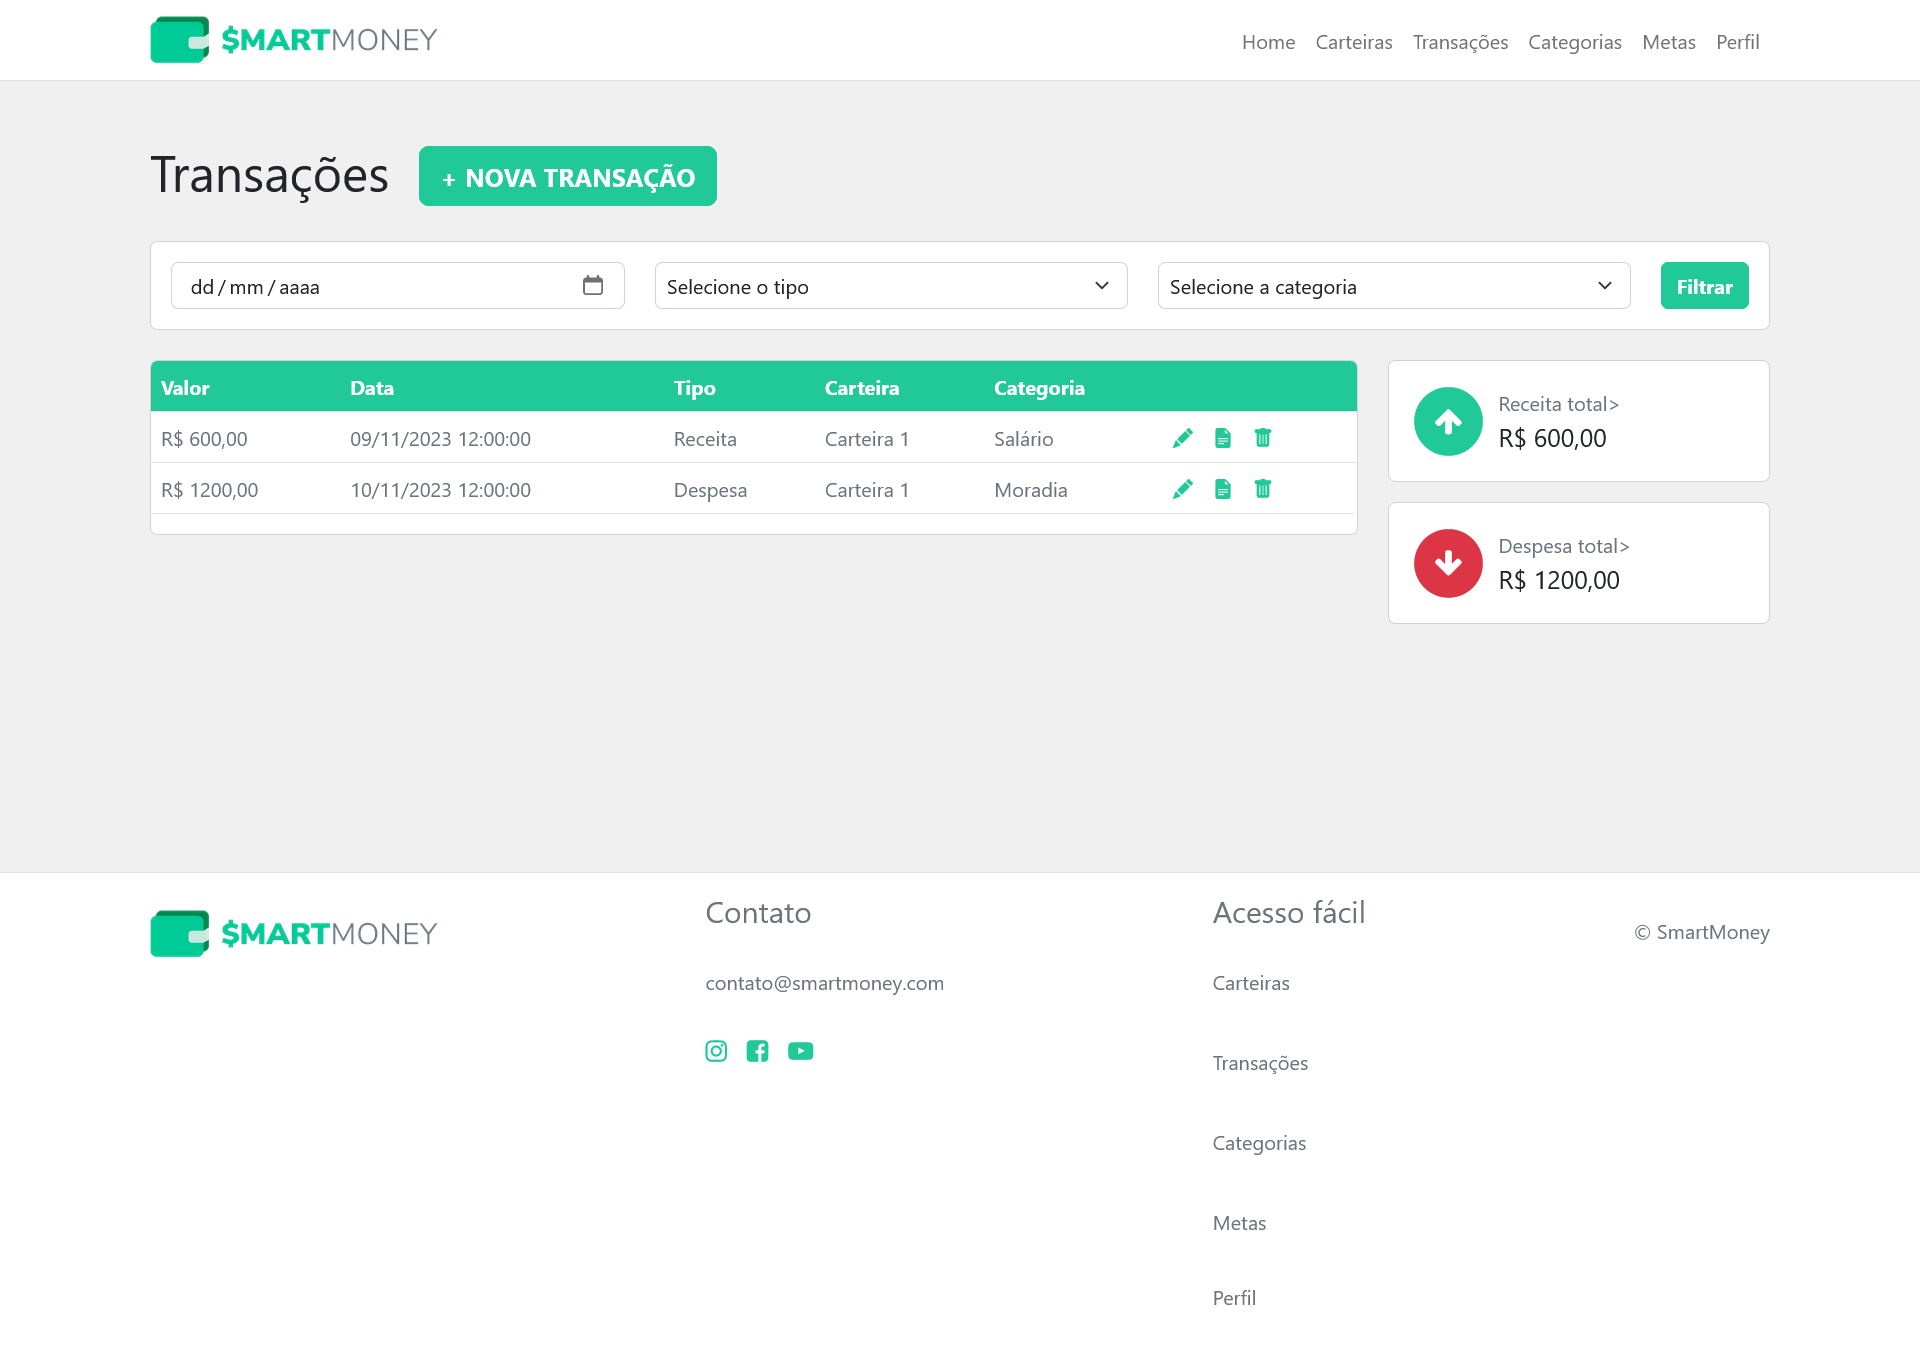 $MARTMONEY
Home Carteiras Transações Categorias Metas Perfil
Transações
+ NOVA TRANSAÇÃO
dd/mm/aaaa
Selecione o tipo
Selecione a categoria
Filtrar
Valor Data Tipo Carteira Categoria
R$ 600,00 09/11/2023 12:00:00 Receita Carteira 1 Salário
R$ 1200,00 10/11/2023 12:00:00 Despesa Carteira 1 Moradia
Receita total>
R$ 600,00
Despesa total>
R$ 1200,00
$MARTMONEY
Contato
contato@smartmoney.com
Acesso fácil
Carteiras
Transações
Categorias
Metas
Perfil
© SmartMoney